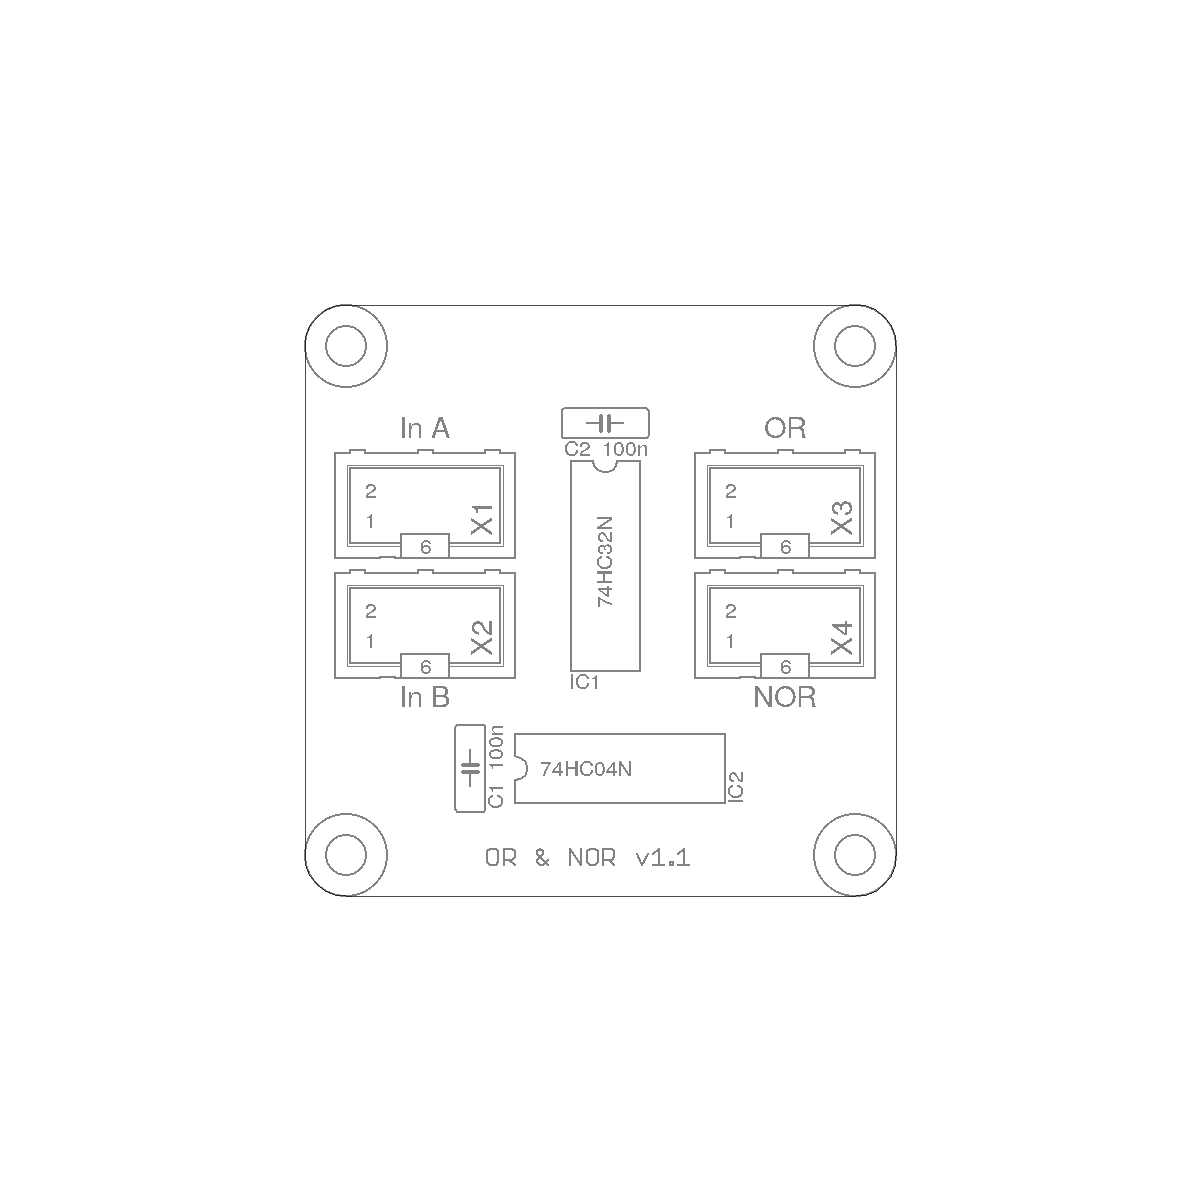 In A
OR
C2 100n
2
1
X1
6
74HC32N
2
1
X3
6
2
1
X2
6
2
1
X4
6
IC1
In B
NOR
C1 100n
74HC04N
IC2
OR & NOR v1.1